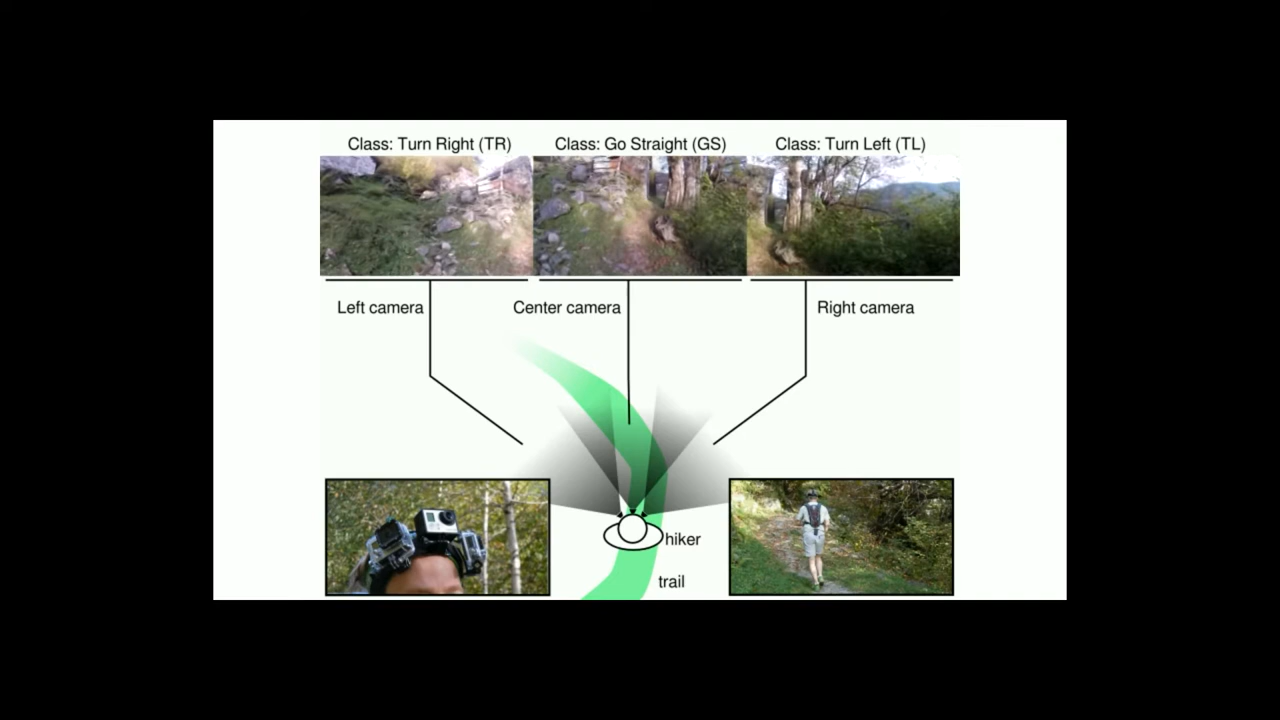 Class: Turn Right (TR)
Class: Go Straight (GS)
Class: Turn Left (TL)
Left camera
Center camera
Right camera
hiker
trail